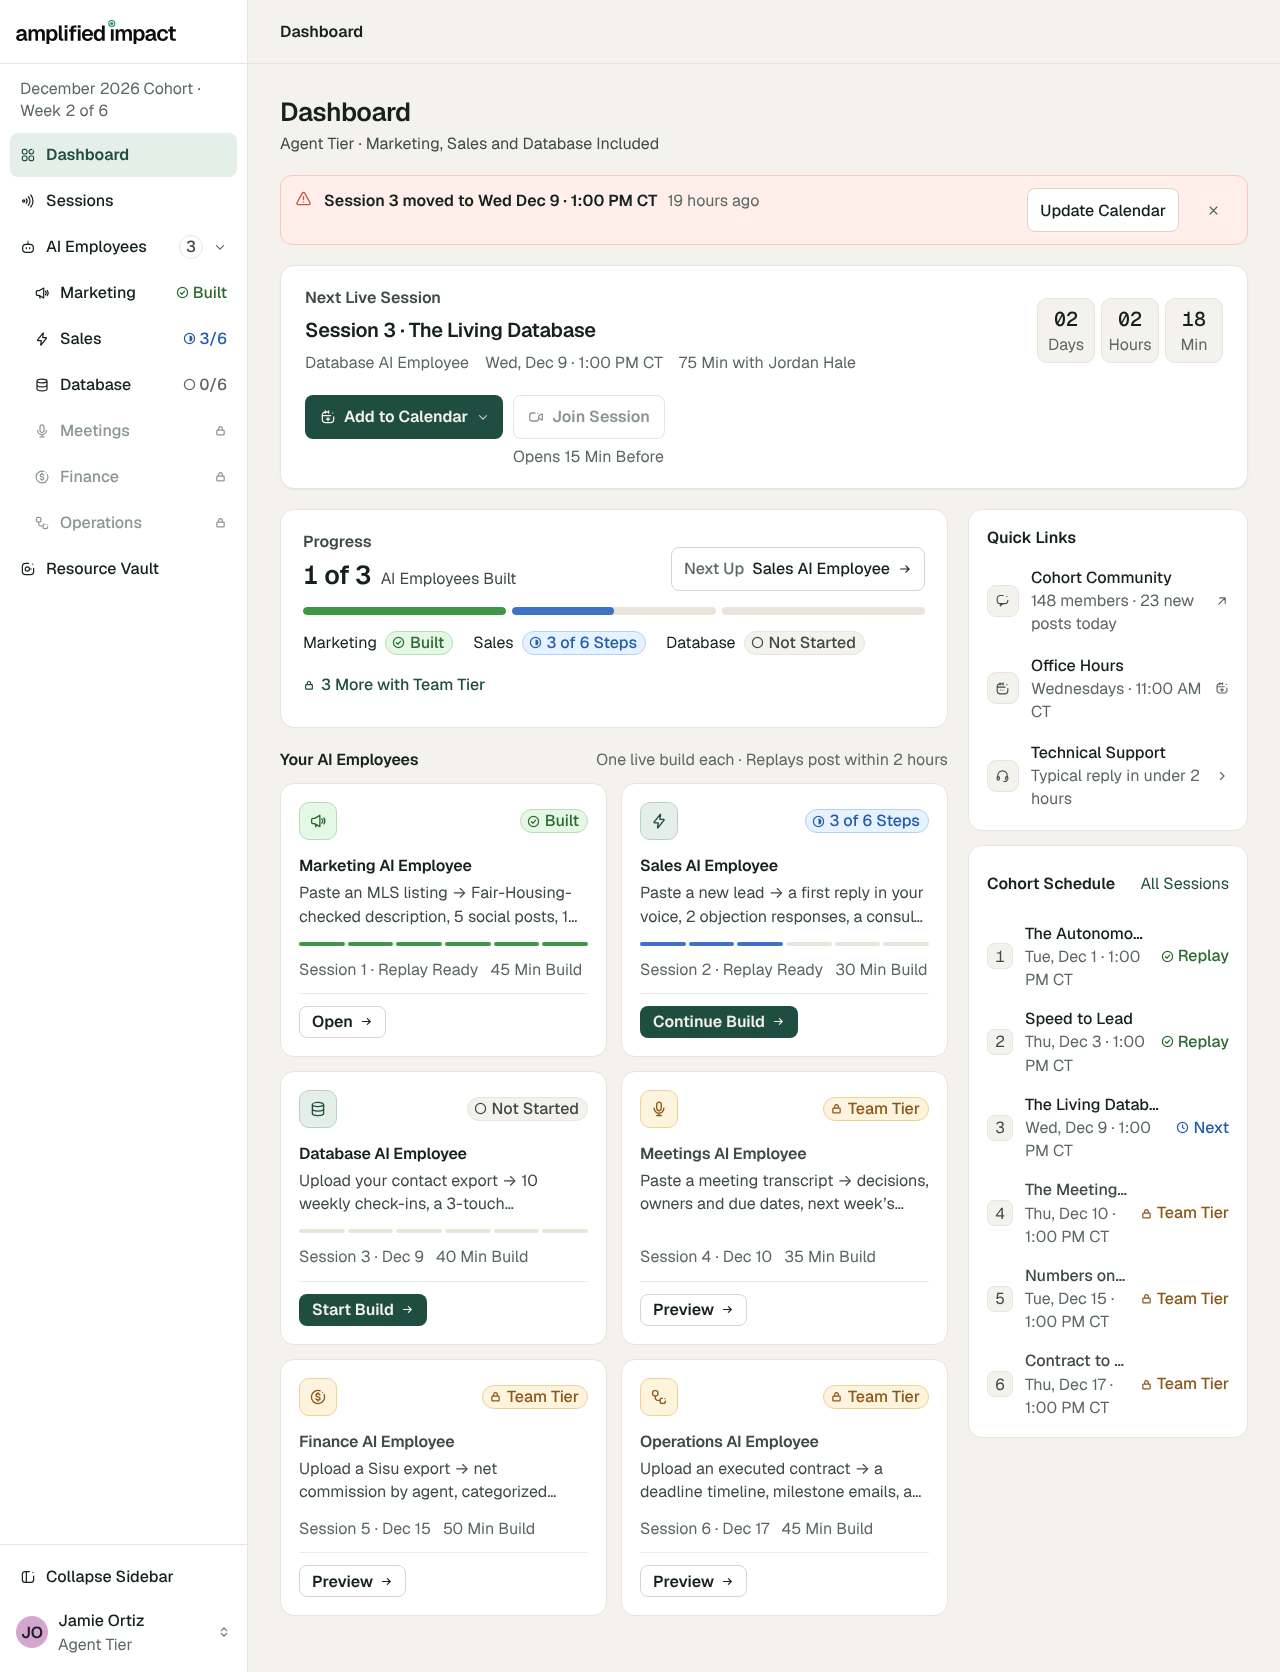 amplified impact
December 2026 Cohort ·
Week 2 of 6
Dashboard
Sessions
AI Employees 3
Marketing Built
Sales 3/6
Database 0/6
Meetings
Finance
Operations
Resource Vault
Collapse Sidebar
JO
Jamie Ortiz
Agent Tier
Dashboard
Dashboard
Agent Tier · Marketing, Sales and Database Included
Session 3 moved to Wed Dec 9 · 1:00 PM CT 19 hours ago
Update Calendar
Next Live Session
Session 3 · The Living Database
Database AI Employee Wed, Dec 9 · 1:00 PM CT 75 Min with Jordan Hale
02 Days
02 Hours
18 Min
Add to Calendar
Join Session
Opens 15 Min Before
Progress
1 of 3 AI Employees Built
Next Up Sales AI Employee →
Marketing Built Sales 3 of 6 Steps Database Not Started
3 More with Team Tier
Your AI Employees
One live build each · Replays post within 2 hours
Built
Marketing AI Employee
Paste an MLS listing → Fair-Housing-
checked description, 5 social posts, 1...
Session 1 · Replay Ready 45 Min Build
Open →
3 of 6 Steps
Sales AI Employee
Paste a new lead → a first reply in your
voice, 2 objection responses, a consul...
Session 2 · Replay Ready 30 Min Build
Continue Build →
Not Started
Database AI Employee
Upload your contact export → 10
weekly check-ins, a 3-touch...
Session 3 · Dec 9 40 Min Build
Start Build →
Team Tier
Meetings AI Employee
Paste a meeting transcript → decisions,
owners and due dates, next week's...
Session 4 · Dec 10 35 Min Build
Preview →
Team Tier
Finance AI Employee
Upload a Sisu export → net
commission by agent, categorized...
Session 5 · Dec 15 50 Min Build
Preview →
Team Tier
Operations AI Employee
Upload an executed contract → a
deadline timeline, milestone emails, a...
Session 6 · Dec 17 45 Min Build
Preview →
Quick Links
Cohort Community
148 members · 23 new
posts today
Office Hours
Wednesdays · 11:00 AM
CT
Technical Support
Typical reply in under 2
hours
Cohort Schedule All Sessions
1
The Autonomo...
Tue, Dec 1 · 1:00
PM CT
Replay
2
Speed to Lead
Thu, Dec 3 · 1:00
PM CT
Replay
3
The Living Datab...
Wed, Dec 9 · 1:00
PM CT
Next
4
The Meeting...
Thu, Dec 10 ·
1:00 PM CT
Team Tier
5
Numbers on...
Tue, Dec 15 ·
1:00 PM CT
Team Tier
6
Contract to ...
Thu, Dec 17 ·
1:00 PM CT
Team Tier